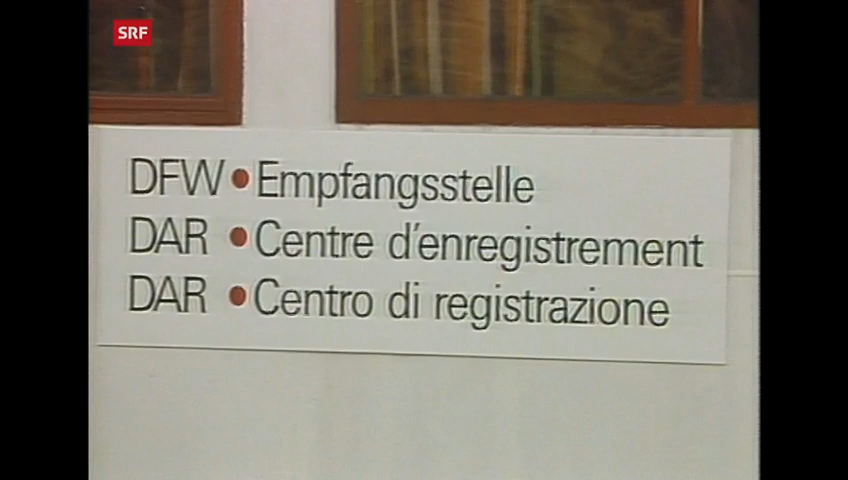 SRF
DFW • Empfangsstelle
DAR • Centre d'enregistrement
DAR • Centro di registrazione